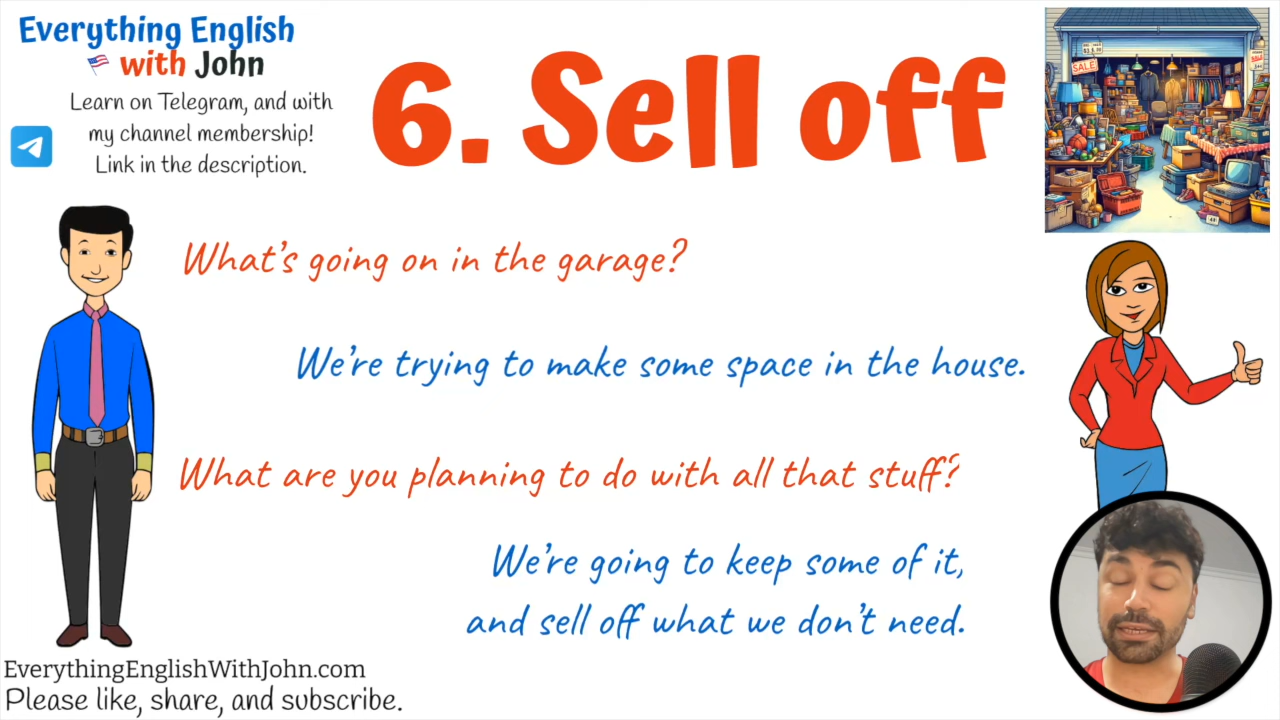 Everything English
with John
Learn on Telegram, and with
my channel membership!
Link in the description.
6. Sell off
SALE!
What's going on in the garage?
We're trying to make some space in the house.
What are you planning to do with all that stuff?
We're going to keep some of it,
and sell off what we don't need.
EverythingEnglishWithJohn.com
Please like, share, and subscribe.